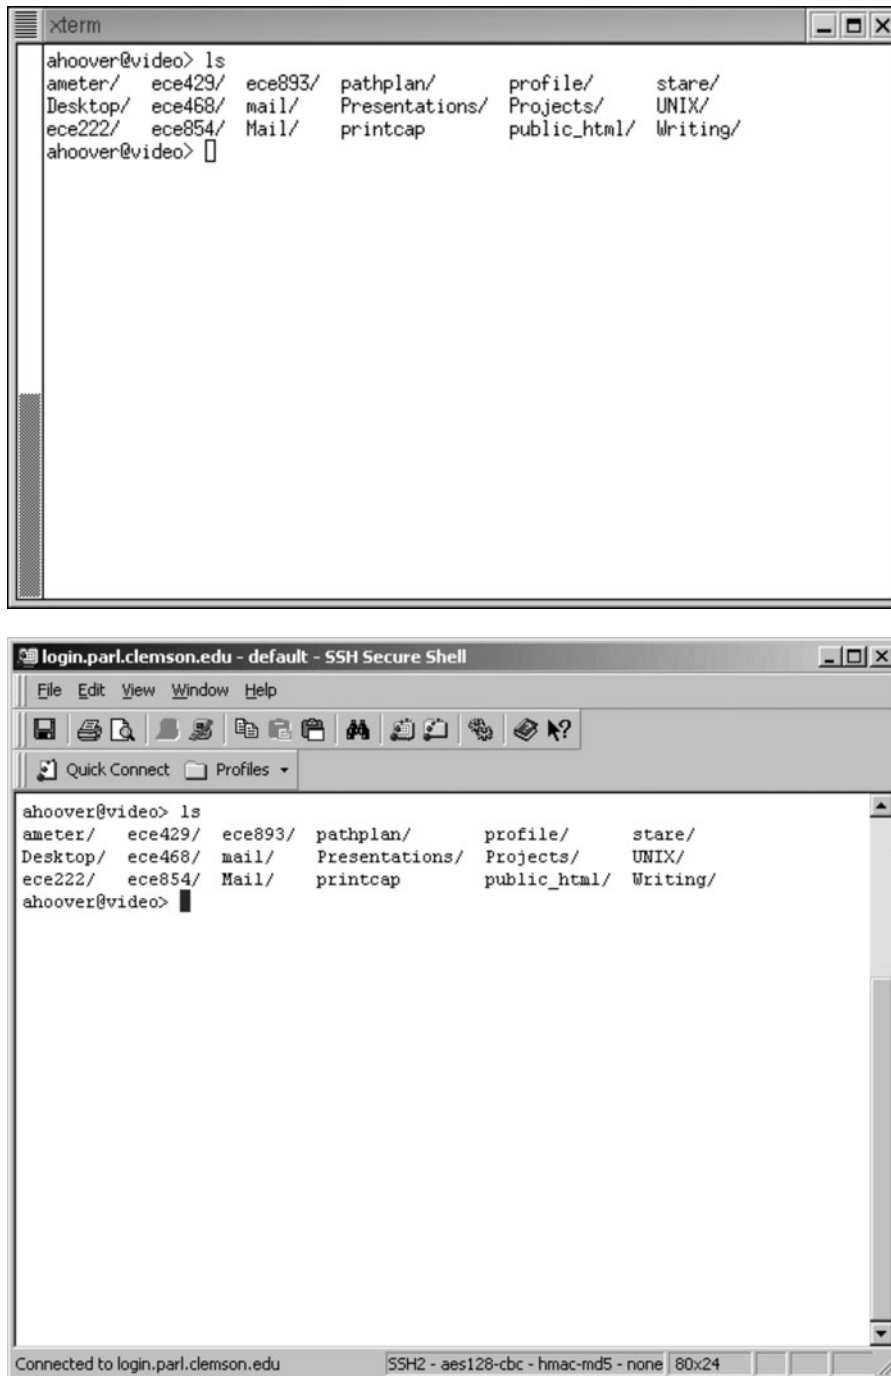 xterm
ahoover@video> ls
ameter/ ece429/ ece893/ pathplan/ profile/ stare/
Desktop/ ece468/ mail/ Presentations/ Projects/ UNIX/
ece222/ ece854/ Mail/ printcap public_html/ Writing/
ahoover@video>
login.parl.clemson.edu - default - SSH Secure Shell
File Edit View Window Help
Quick Connect Profiles
ahoover@video> ls
ameter/ ece429/ ece893/ pathplan/ profile/ stare/
Desktop/ ece468/ mail/ Presentations/ Projects/ UNIX/
ece222/ ece854/ Mail/ printcap public_html/ Writing/
ahoover@video>
Connected to login.parl.clemson.edu SSH2 - aes128-cbc - hmac-md5 - none 80x24